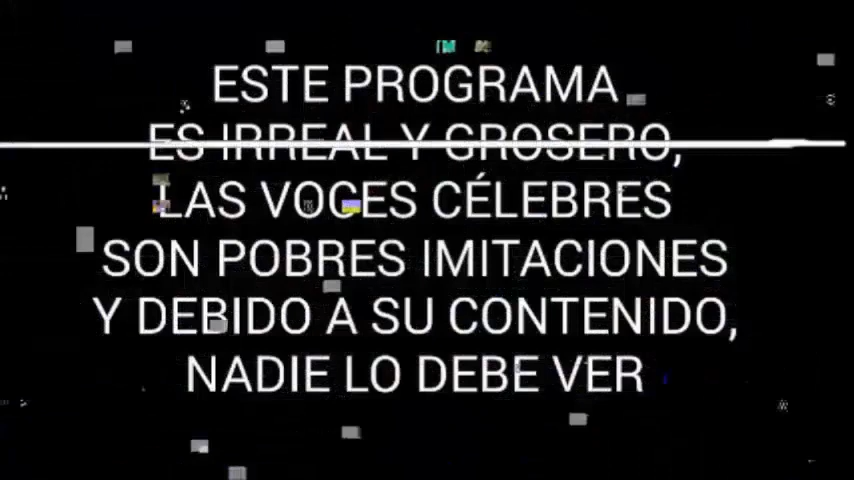 ESTE PROGRAMA
ES IRREAL Y GROSERO,
LAS VOCES CÉLEBRES
SON POBRES IMITACIONES
Y DEBIDO A SU CONTENIDO,
NADIE LO DEBE VER